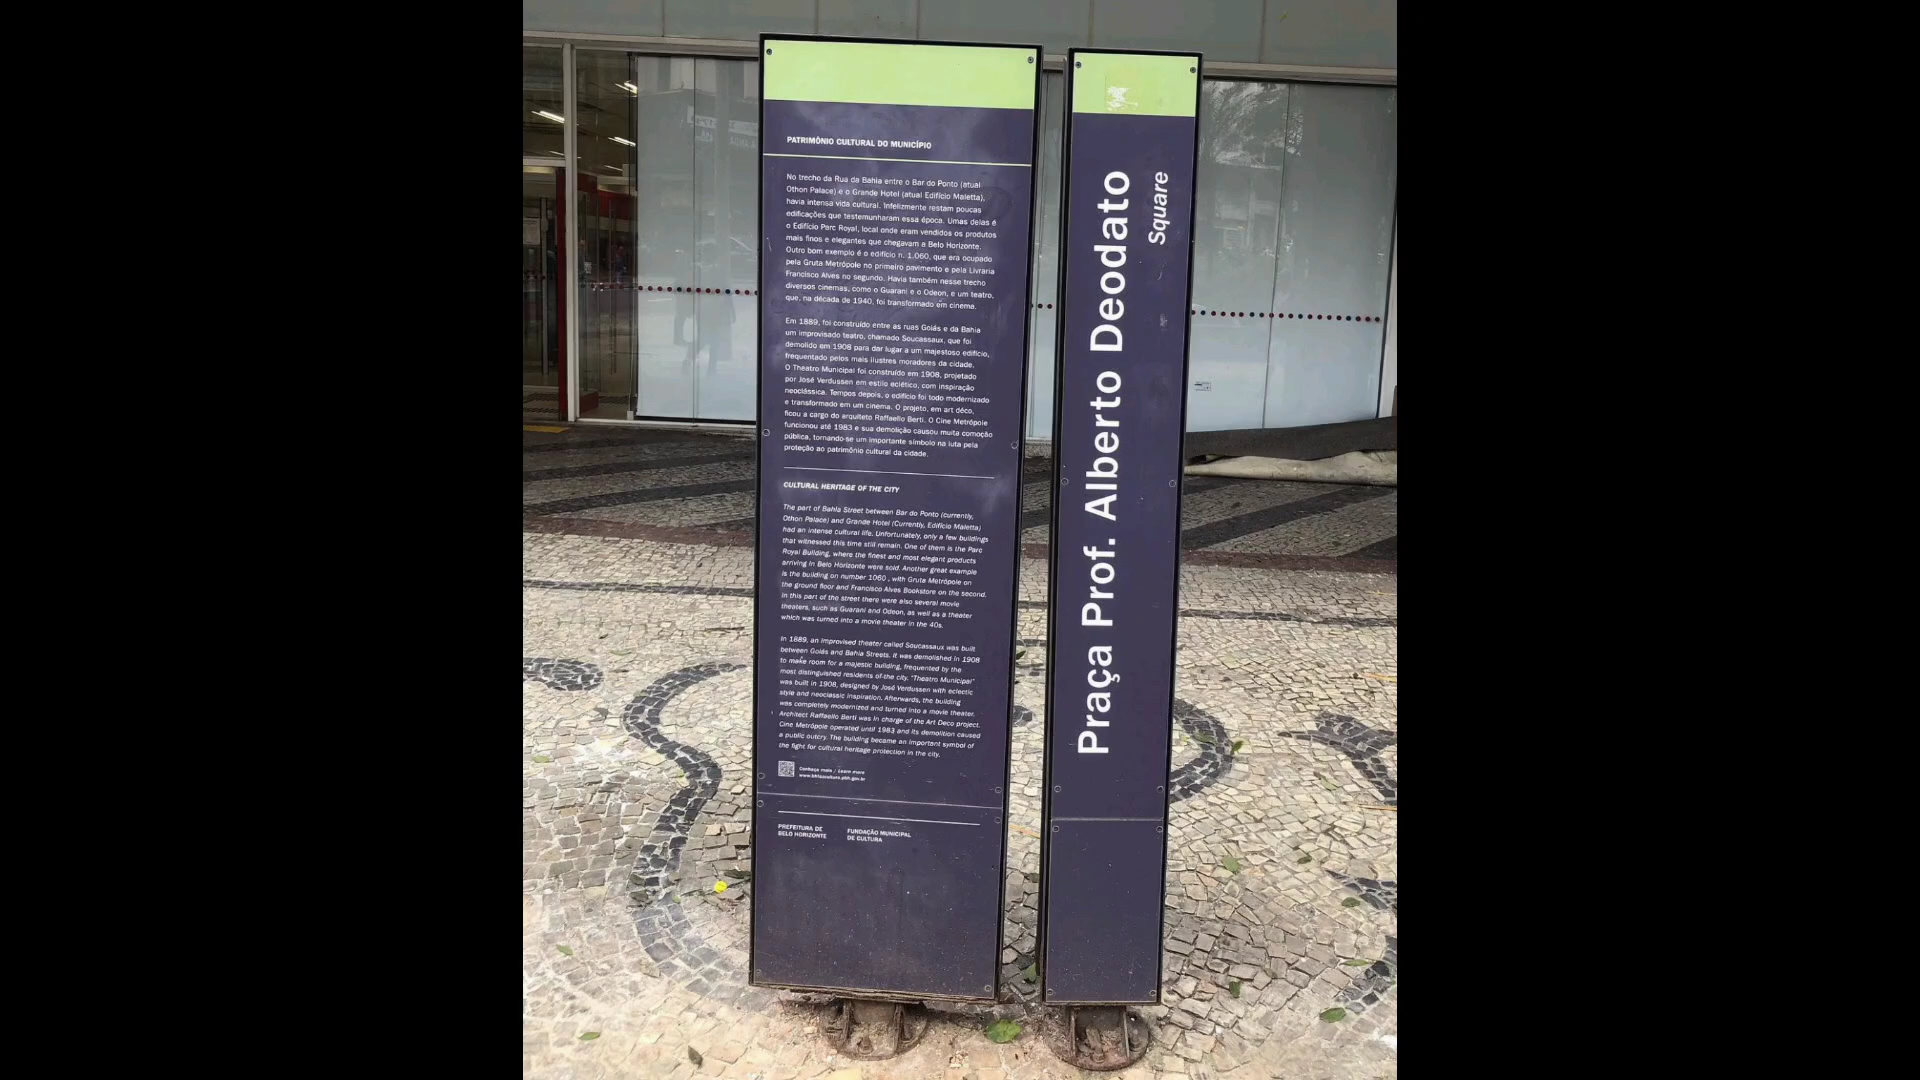 PATRIMÔNIO CULTURAL DO MUNICÍPIO
No trecho da Rua da Bahia entre o Bar do Ponto (atual
Othon Palace) e o Grande Hotel (atual Edifício Maletta),
havia intensa vida cultural. Infelizmente restam poucas
edificações que testemunharam essa época. Umas delas é
o Edifício Parc Royal, local onde eram vendidos os produtos
mais finos e elegantes que chegavam a Belo Horizonte.
Outro bom exemplo é o edifício n. 1.060, que era ocupado
pela Gruta Metrópole no primeiro pavimento e pela Livraria
Francisco Alves no segundo. Havia também nesse trecho
diversos cinemas, como o Guarani e o Odeon, e um teatro,
que, na década de 1940, foi transformado em cinema.
Em 1889, foi construído entre as ruas Goiás e da Bahia
um improvisado teatro, chamado Soucassaux, que foi
demolido em 1908 para dar lugar a um majestoso edifício,
frequentado pelos mais ilustres moradores da cidade.
O Theatro Municipal foi construído em 1908, projetado
por José Verdussen em estilo eclético, com inspiração
neoclássica. Tempos depois, o edifício foi todo modernizado
e transformado em um cinema. O projeto, em art déco,
ficou a cargo do arquiteto Raffaello Berti. O Cine Metrópole
funcionou até 1983 e sua demolição causou muita comoção
pública, tornando-se um importante símbolo na luta pela
proteção ao patrimônio cultural da cidade.
CULTURAL HERITAGE OF THE CITY
The part of Bahia Street between Bar do Ponto (currently,
Othon Palace) and Grande Hotel (Currently, Edifício Maletta)
had an intense cultural life. Unfortunately, only a few buildings
that witnessed this time still remain. One of them is the Parc
Royal Building, where the finest and most elegant products
arriving in Belo Horizonte were sold. Another great example
is the building on number 1060 , with Gruta Metrópole on
the ground floor and Francisco Alves Bookstore on the second.
In this part of the street there were also several movie
theaters, such as Guarani and Odeon, as well as a theater
which was turned into a movie theater in the 40s.
In 1889, an improvised theater called Soucassaux was built
between Goiás and Bahia Streets. It was demolished in 1908
to make room for a majestic building, frequented by the
most distinguished residents of the city. "Theatro Municipal"
was built in 1908, designed by José Verdussen with eclectic
style and neoclassic inspiration. Afterwards, the building
was completely modernized and turned into a movie theater.
Architect Raffaello Berti was in charge of the Art Deco project.
Cine Metrópole operated until 1983 and its demolition caused
a public outcry. The building became an important symbol of
the fight for cultural heritage protection in the city.
Conheça mais / Learn more
PREFEITURA DE
BELO HORIZONTE
FUNDAÇÃO MUNICIPAL
DE CULTURA
Praça Prof. Alberto Deodato
Square